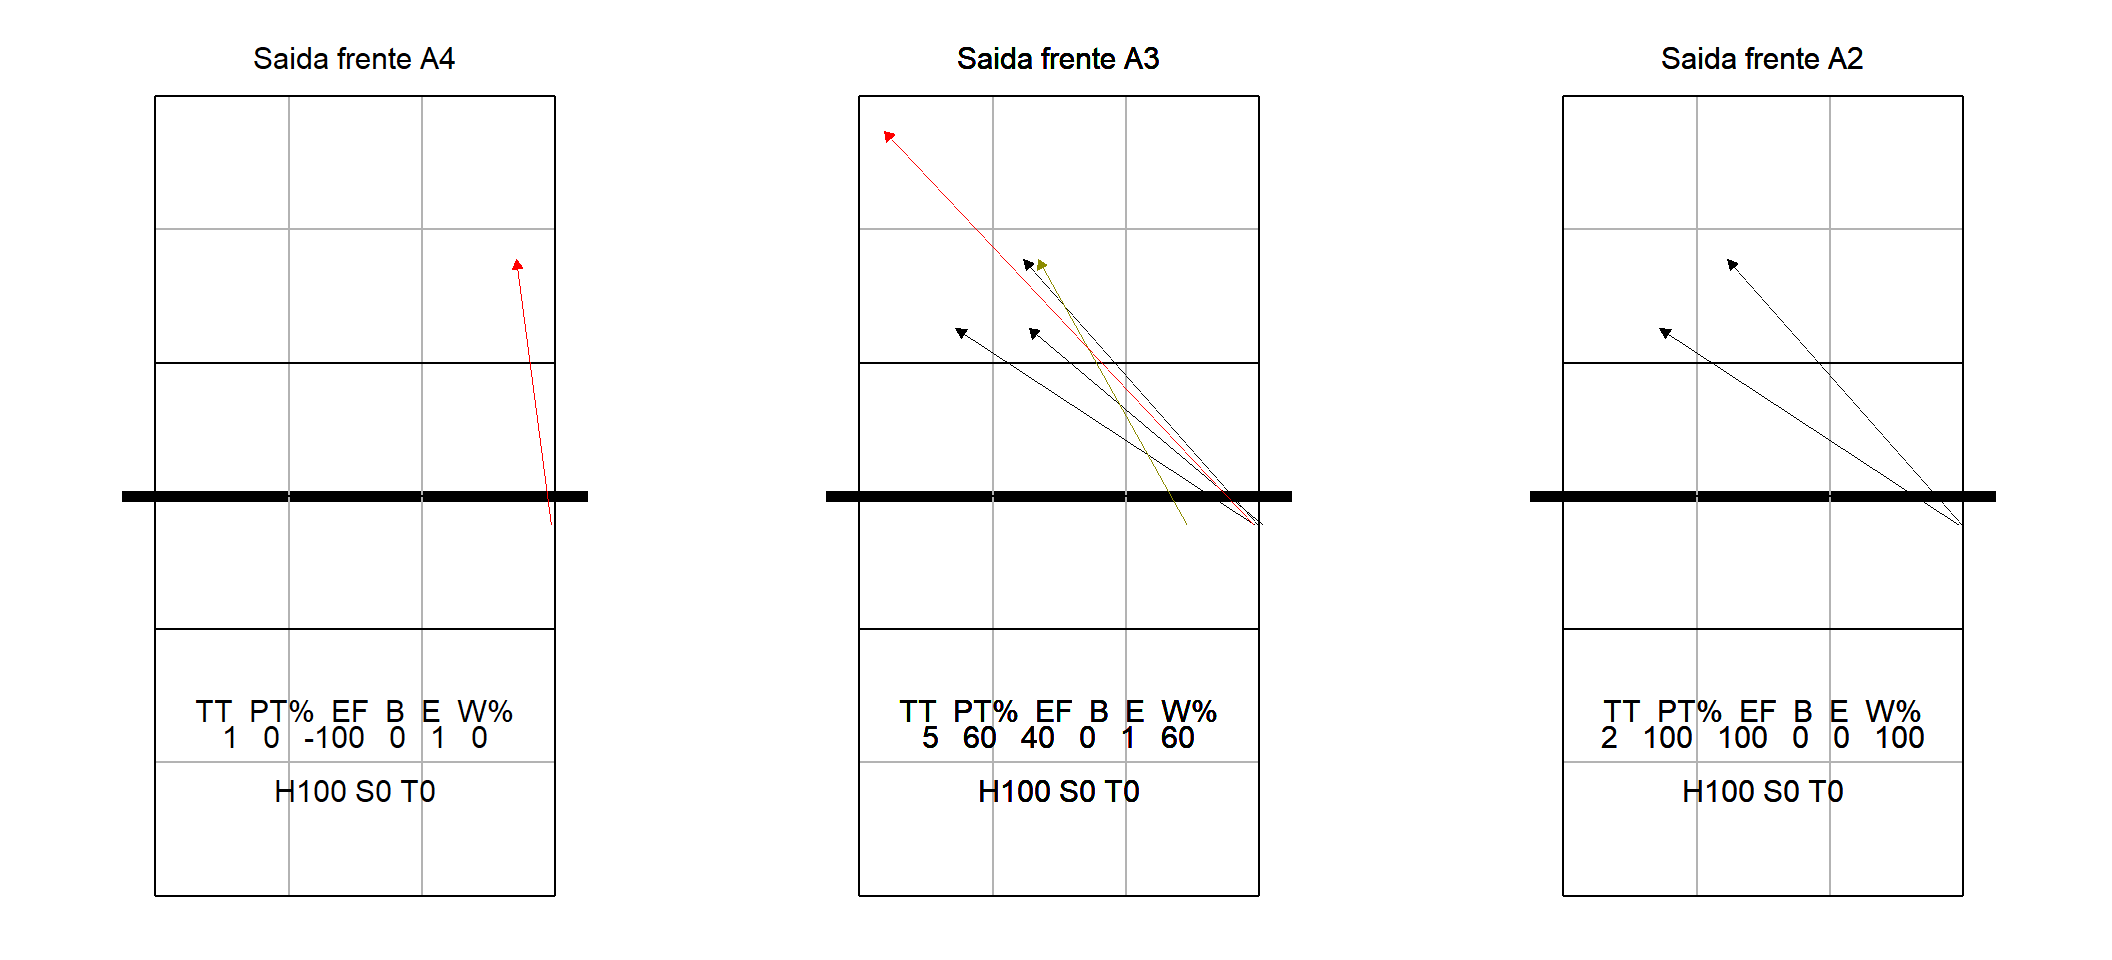 Saida frente A4
TT PT% EF B E W%
1 0 -100 0 1 0
H100 S0 T0
Saida frente A3
TT PT% EF B E W%
5 60 40 0 1 60
H100 S0 T0
Saida frente A2
TT PT% EF B E W%
2 100 100 0 0 100
H100 S0 T0